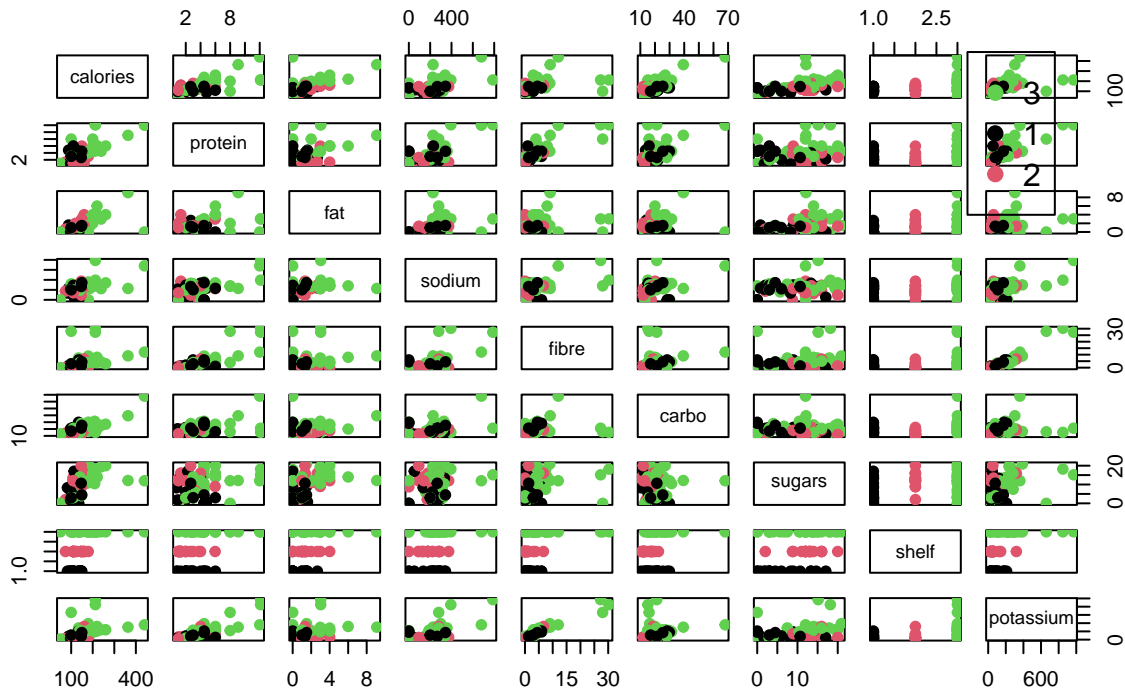 2 8 0 400 10 30 50 70 1.0 2.5
calories 100
3
2 protein 1
fat 2 0 8
0 sodium
fibre 0 30
10 carbo
sugars 0 20
1.0 shelf
potassium 0
100 400 0 4 8 0 15 30 0 10 0 600